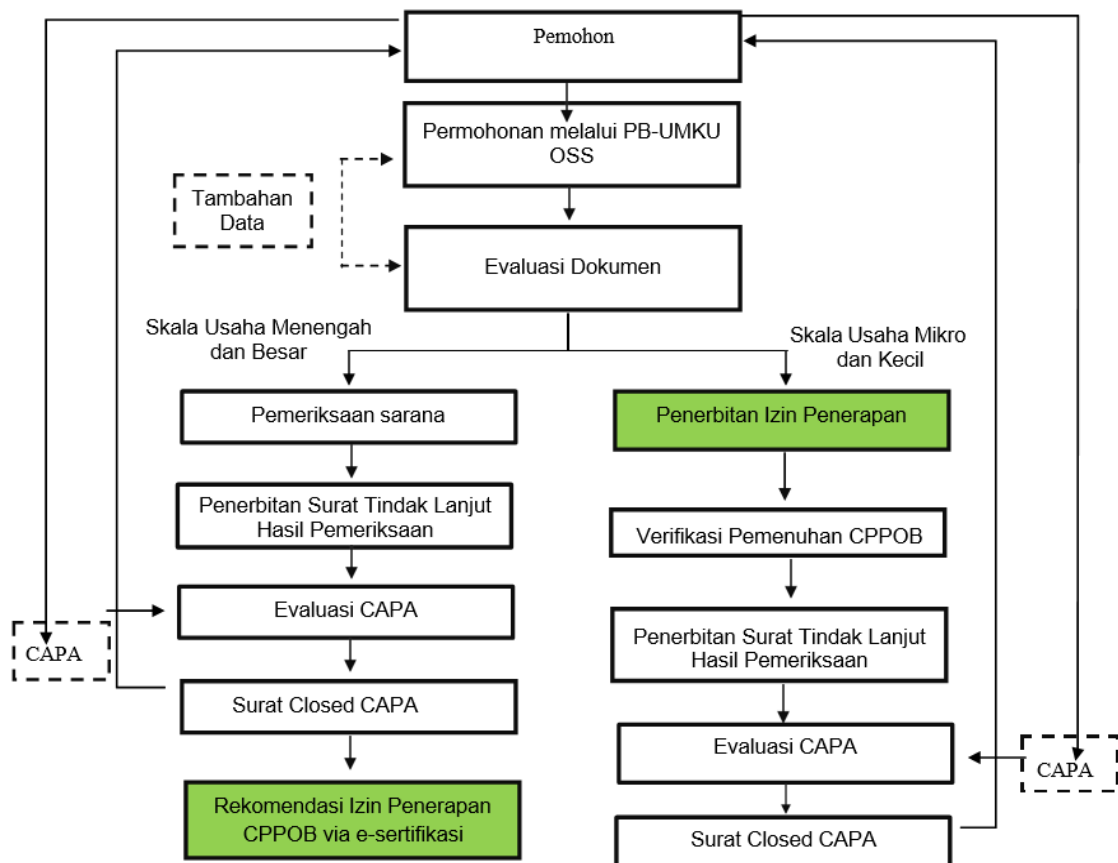 Pemohon
Permohonan melalui PB-UMKU
OSS
Tambahan
Data
Evaluasi Dokumen
Skala Usaha Menengah
dan Besar
Skala Usaha Mikro
dan Kecil
Pemeriksaan sarana
Penerbitan Surat Tindak Lanjut
Hasil Pemeriksaan
Evaluasi CAPA
CAPA
Surat Closed CAPA
Rekomendasi Izin Penerapan
CPPOB via e-sertifikasi
Penerbitan Izin Penerapan
Verifikasi Pemenuhan CPPOB
Penerbitan Surat Tindak Lanjut
Hasil Pemeriksaan
Evaluasi CAPA
CAPA
Surat Closed CAPA